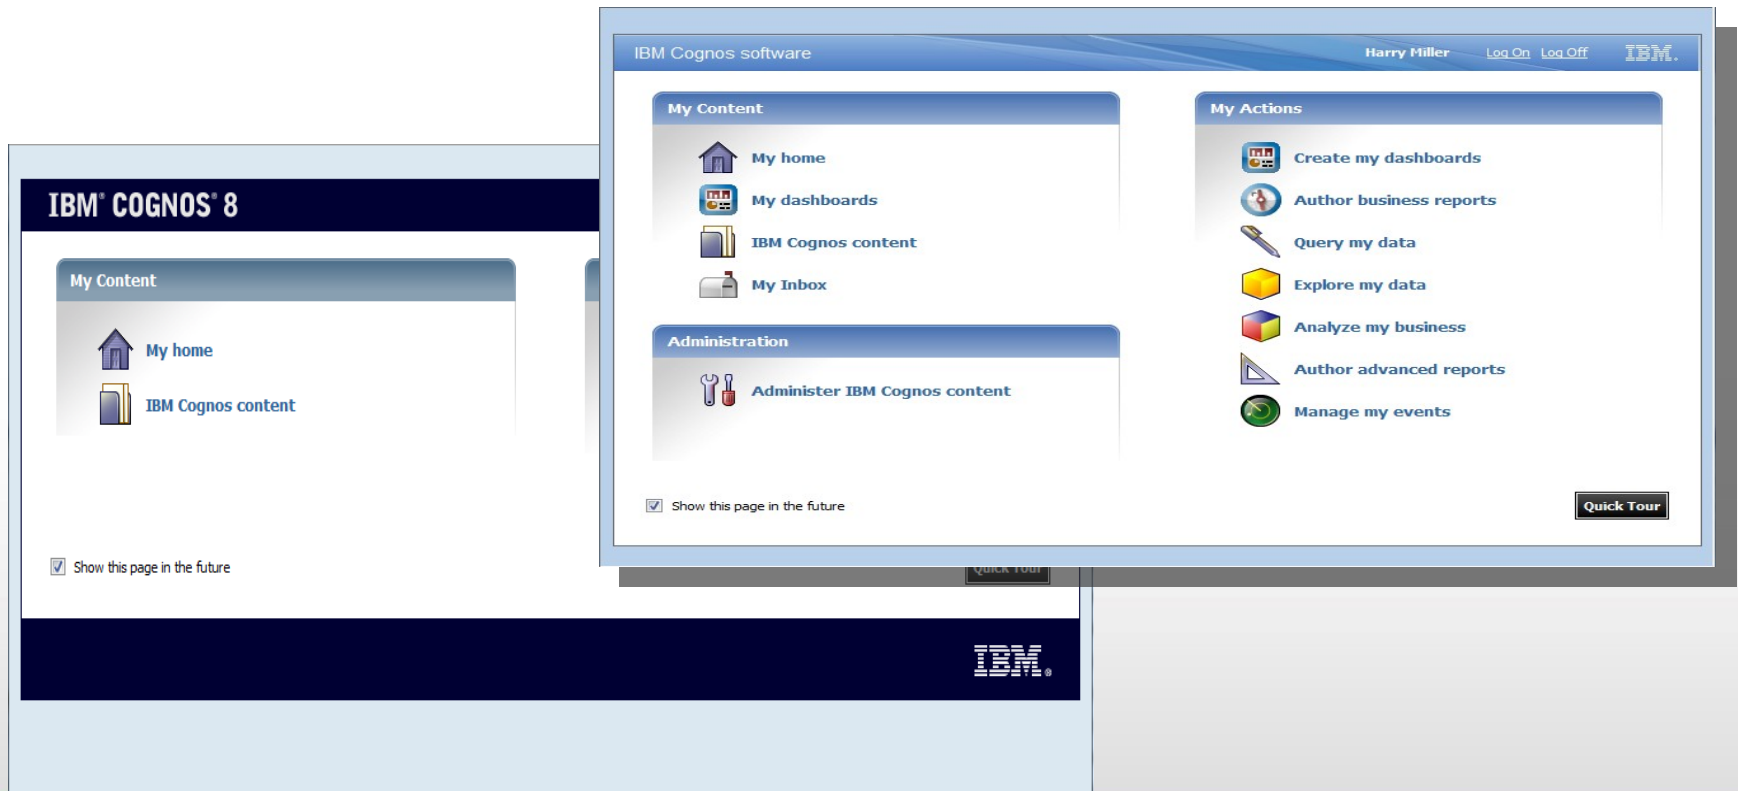 IBM Cognos software
Harry Miller Log On Log Off IBM.
My Content
My home
My dashboards
IBM Cognos content
My Inbox
Administration
Administer IBM Cognos content
My Actions
Create my dashboards
Author business reports
Query my data
Explore my data
Analyze my business
Author advanced reports
Manage my events
Show this page in the future
Quick Tour
IBM® COGNOS® 8
My Content
My home
IBM Cognos content
Show this page in the future
Quick Tour
IBM®